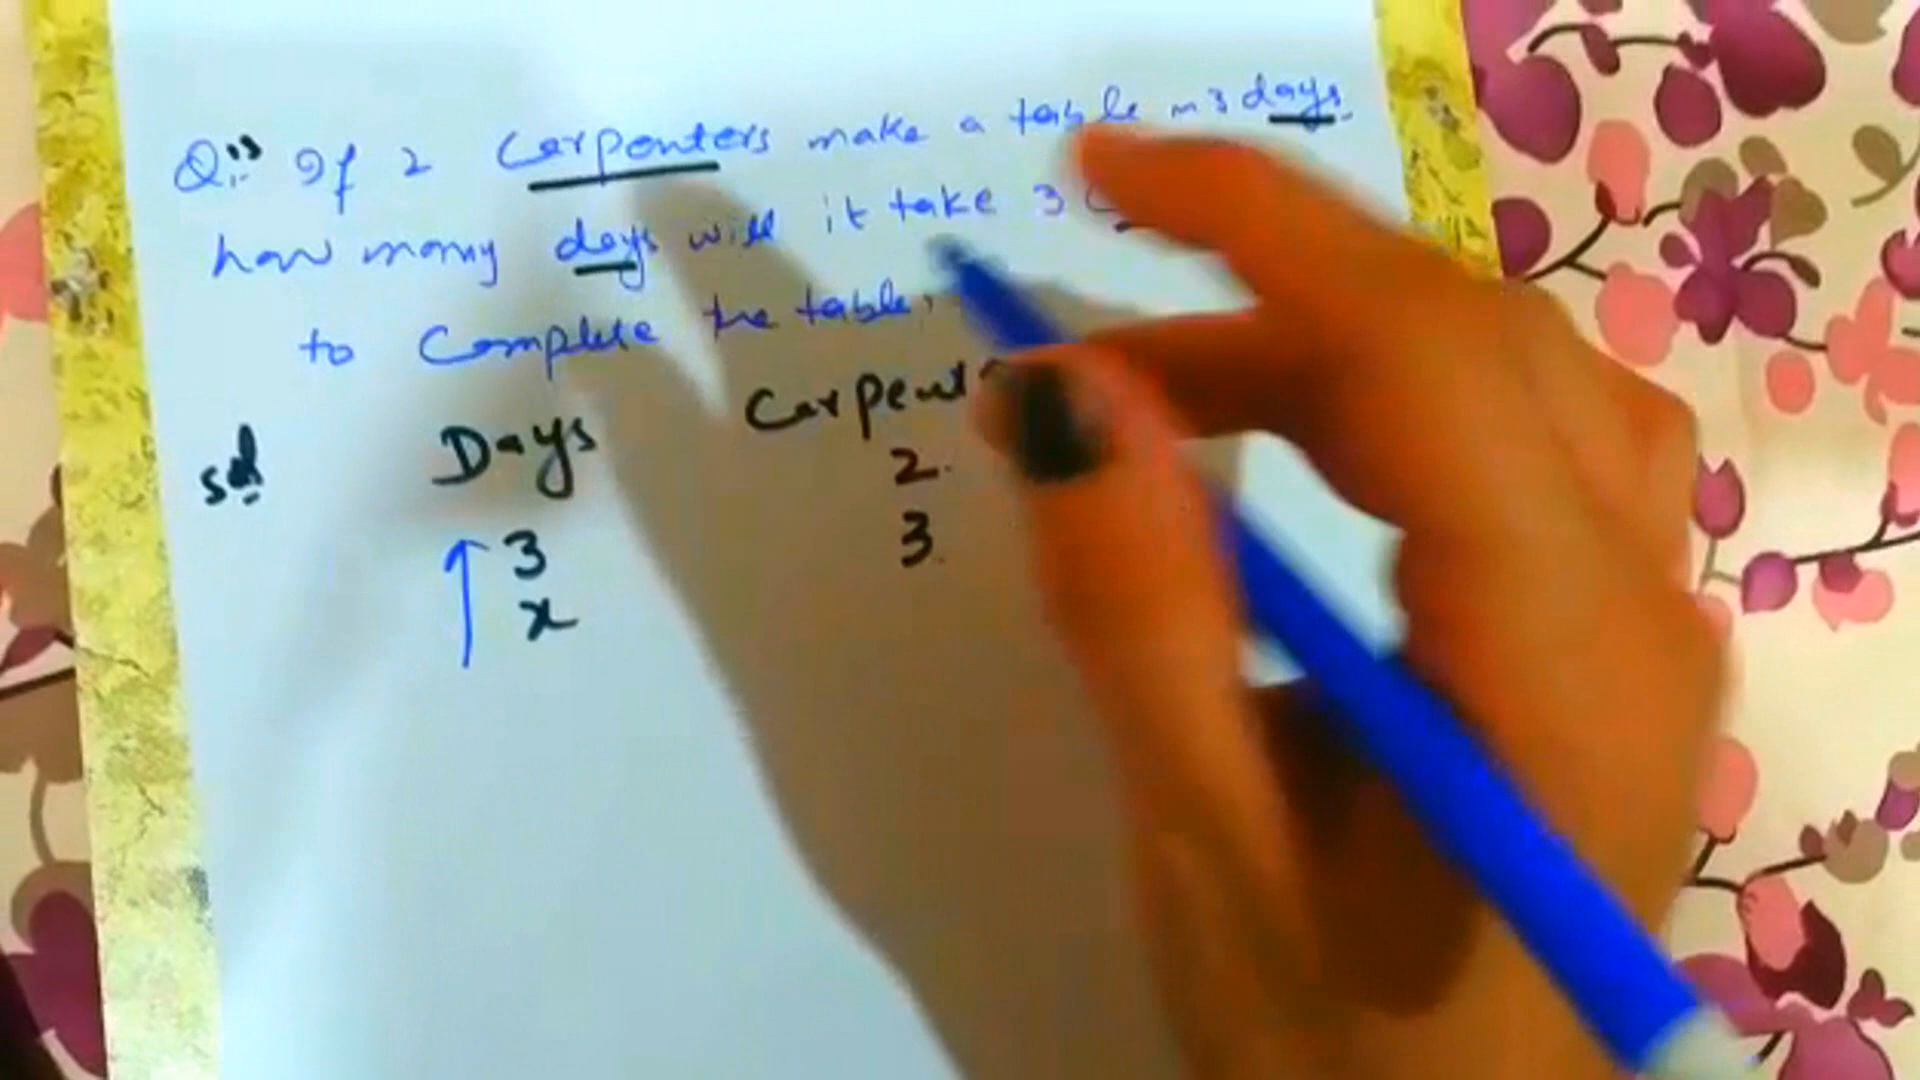 Q:1) If 2 Carpenters make a table in 3 days.
how many days will it take 3
to Complete the table.
sol Days Carpent
3 2.
x 3.